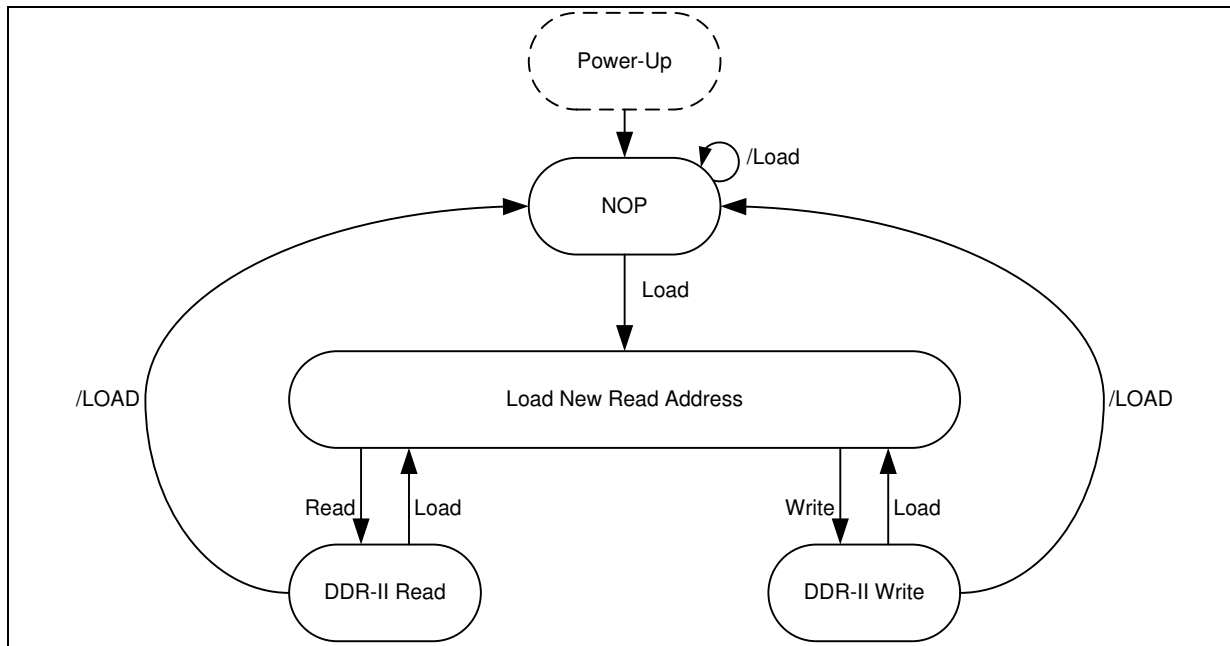 Power-Up
/Load
NOP
Load
/LOAD
Load New Read Address
/LOAD
Read
Load
Write
Load
DDR-II Read
DDR-II Write